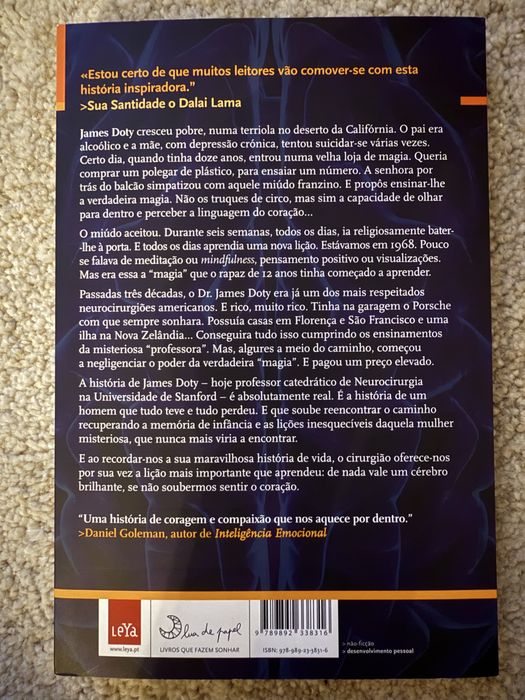 «Estou certo de que muitos leitores vão comover-se com esta
história inspiradora.”
>Sua Santidade o Dalai Lama
James Doty cresceu pobre, numa terriola no deserto da Califórnia. O pai era
alcoólico e a mãe, com depressão crónica, tentou suicidar-se várias vezes.
Certo dia, quando tinha doze anos, entrou numa velha loja de magia. Queria
comprar um polegar de plástico, para ensaiar um número. A senhora por
trás do balcão simpatizou com aquele miúdo franzino. E propôs ensinar-lhe
a verdadeira magia. Não os truques de circo, mas sim a capacidade de olhar
para dentro e perceber a linguagem do coração...
O miúdo aceitou. Durante seis semanas, todos os dias, ia religiosamente bater-
-lhe à porta. E todos os dias aprendia uma nova lição. Estávamos em 1968. Pouco
se falava de meditação ou mindfulness, pensamento positivo ou visualizações.
Mas era essa a “magia” que o rapaz de 12 anos tinha começado a aprender.
Passadas três décadas, o Dr. James Doty era já um dos mais respeitados
neurocirurgiões americanos. E rico, muito rico. Tinha na garagem o Porsche
com que sempre sonhara. Possuía casas em Florença e São Francisco e uma
ilha na Nova Zelândia... Conseguira tudo isso cumprindo os ensinamentos
da misteriosa “professora”. Mas, algures a meio do caminho, começou
a negligenciar o poder da verdadeira “magia”. E pagou um preço elevado.
A história de James Doty – hoje professor catedrático de Neurocirurgia
na Universidade de Stanford – é absolutamente real. É a história de um
homem que tudo teve e tudo perdeu. E que soube reencontrar o caminho
recuperando a memória de infância e as lições inesquecíveis daquela mulher
misteriosa, que nunca mais viria a encontrar.
E ao recordar-nos a sua maravilhosa história de vida, o cirurgião oferece-nos
por sua vez a lição mais importante que aprendeu: de nada vale um cérebro
brilhante, se não soubermos sentir o coração.
“Uma história de coragem e compaixão que nos aquece por dentro.”
>Daniel Goleman, autor de Inteligência Emocional
LeYa
www.leya.pt
lua de papel
LIVROS QUE FAZEM SONHAR
9 789892 338316
ISBN: 978-989-23-3831-6
> não-ficção
> desenvolvimento pessoal